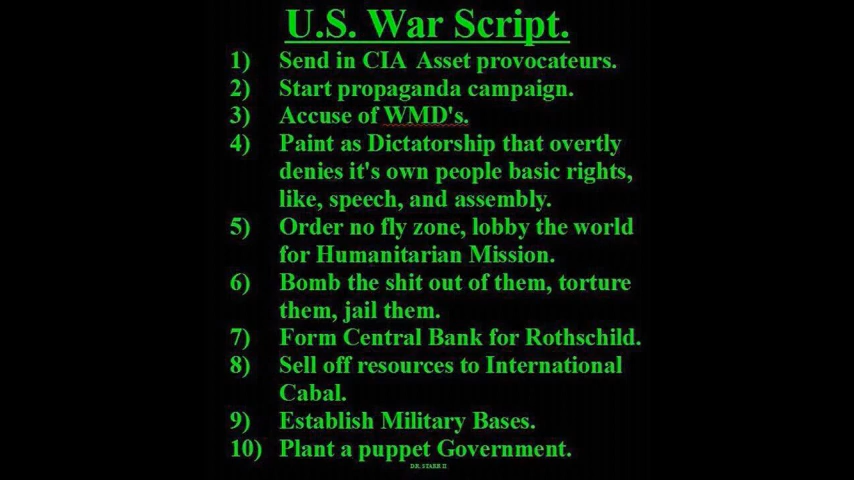 U.S. War Script.
1) Send in CIA Asset provocateurs.
2) Start propaganda campaign.
3) Accuse of WMD's.
4) Paint as Dictatorship that overtly
denies it's own people basic rights,
like, speech, and assembly.
5) Order no fly zone, lobby the world
for Humanitarian Mission.
6) Bomb the shit out of them, torture
them, jail them.
7) Form Central Bank for Rothschild.
8) Sell off resources to International
Cabal.
9) Establish Military Bases.
10) Plant a puppet Government.
DR. STARR II